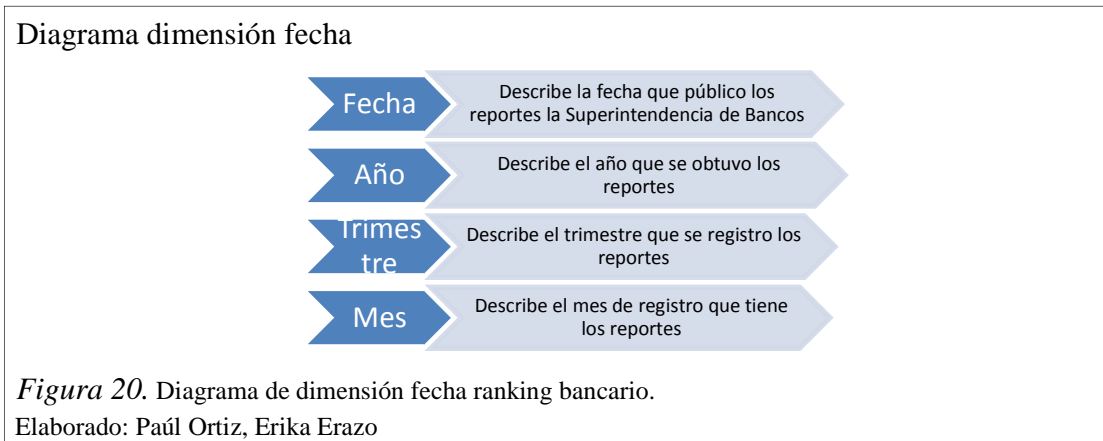 Diagrama dimensión fecha
Fecha
Describe la fecha que público los
reportes la Superintendencia de Bancos
Año
Describe el año que se obtuvo los
reportes
Trimes
tre
Describe el trimestre que se registro los
reportes
Mes
Describe el mes de registro que tiene
los reportes
Figura 20. Diagrama de dimensión fecha ranking bancario.
Elaborado: Paúl Ortiz, Erika Erazo